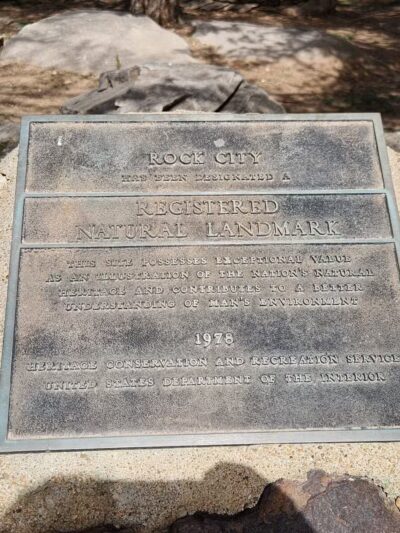 ROCK CITY
HAS BEEN DESIGNATED A
REGISTERED
NATURAL LANDMARK
THIS SITE POSSESSES EXCEPTIONAL VALUE
AS AN ILLUSTRATION OF THE NATION'S NATURAL
HERITAGE AND CONTRIBUTES TO A BETTER
UNDERSTANDING OF MAN'S ENVIRONMENT
1978
HERITAGE CONSERVATION AND RECREATION SERVICE
UNITED STATES DEPARTMENT OF THE INTERIOR